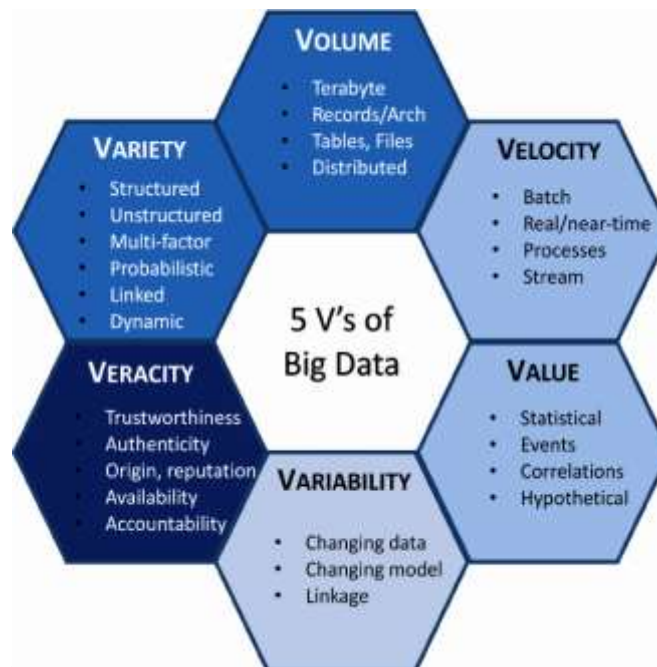 VOLUME
• Terabyte
• Records/Arch
• Tables, Files
• Distributed
VARIETY
• Structured
• Unstructured
• Multi-factor
• Probabilistic
• Linked
• Dynamic
VELOCITY
• Batch
• Real/near-time
• Processes
• Stream
5 V's of
Big Data
VERACITY
• Trustworthiness
• Authenticity
• Origin, reputation
• Availability
• Accountability
VALUE
• Statistical
• Events
• Correlations
• Hypothetical
VARIABILITY
• Changing data
• Changing model
• Linkage